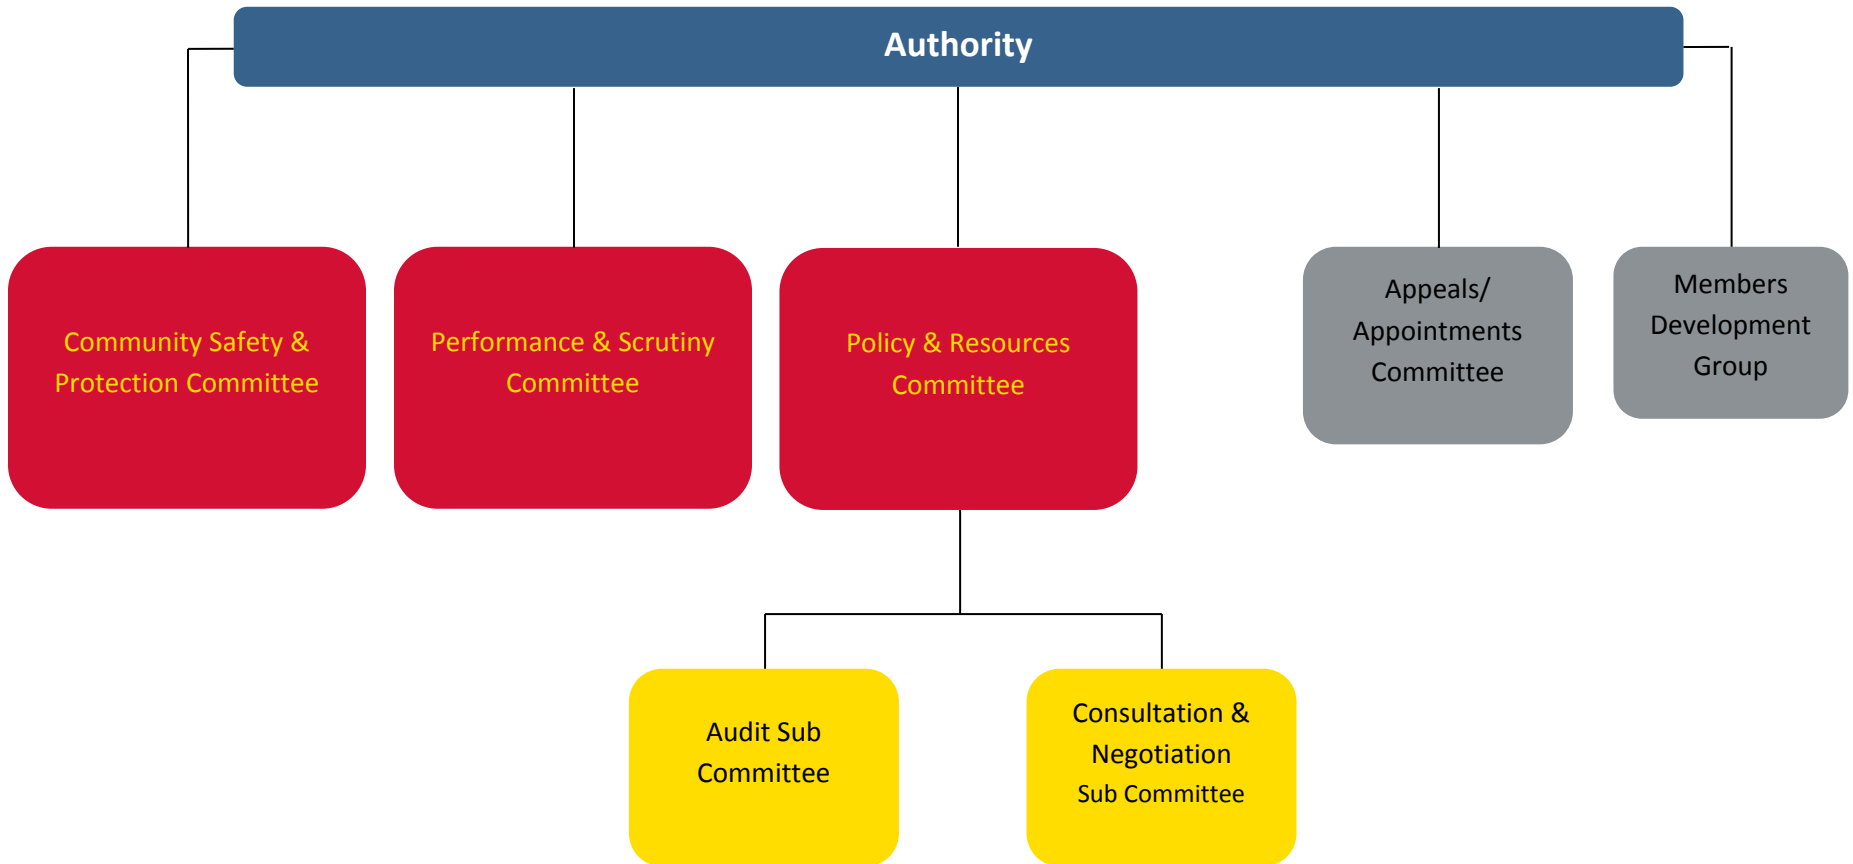 Authority
Community Safety &
Protection Committee
Performance & Scrutiny
Committee
Policy & Resources
Committee
Appeals/
Appointments
Committee
Members
Development
Group
Audit Sub
Committee
Consultation &
Negotiation
Sub Committee